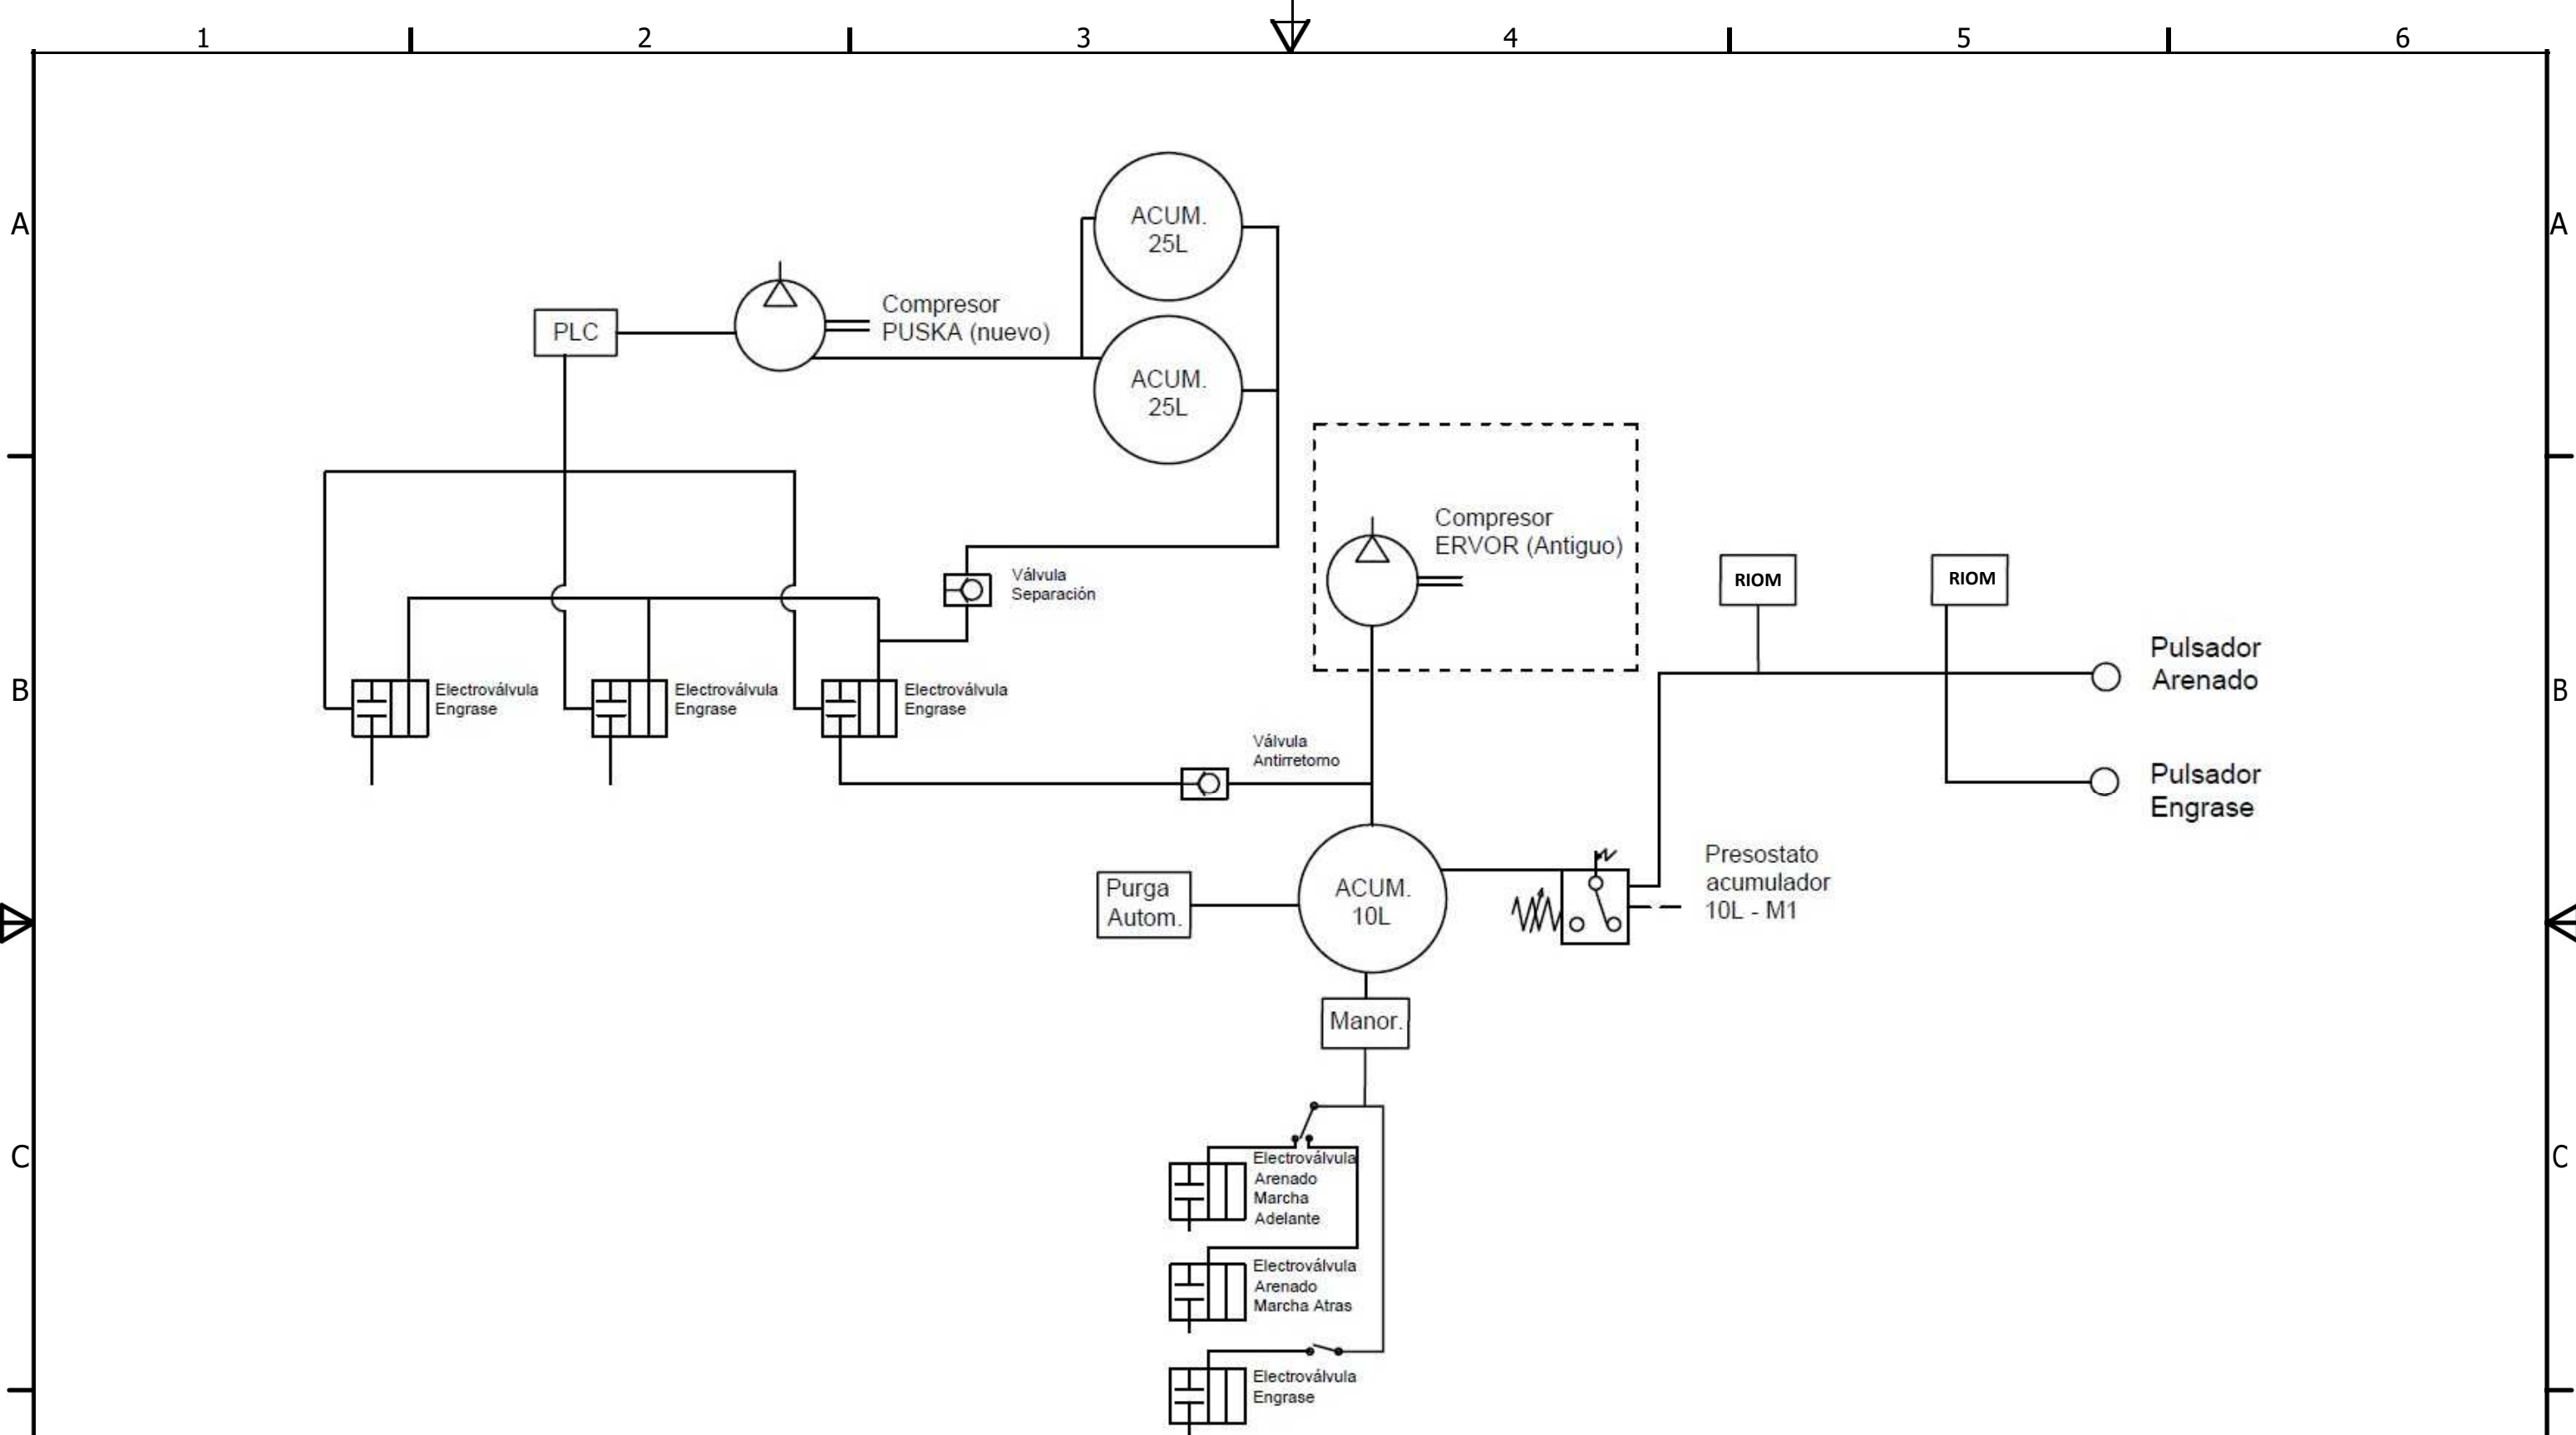 1 2 3 4 5 6
A A
ACUM.
25L
Compresor
PUSKA (nuevo)
PLC
ACUM.
25L
Compresor
ERVOR (Antiguo)
Válvula
Separación
RIOM
RIOM
Pulsador
Arenado
B B
Electroválvula
Engrase
Electroválvula
Engrase
Electroválvula
Engrase
Válvula
Antirretorno
Pulsador
Engrase
Purga
Autom.
ACUM.
10L
Presostato
acumulador
10L - M1
Manor.
C C
Electroválvula
Arenado
Marcha
Adelante
Electroválvula
Arenado
Marcha Atras
Electroválvula
Engrase